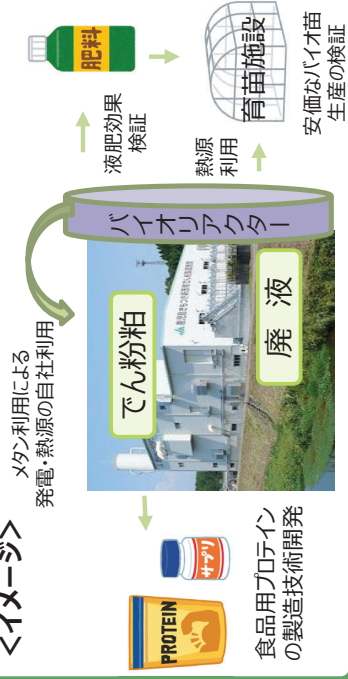 <イメージ>
メタン利用による
発電・熱源の自社利用
でん粉粕
廃液
バイオリアクター
液肥効果
検証
肥料
熱源
利用
育苗施設
安価なバイオ苗
生産の検証
PROTEIN
サプリ
食品用プロテイン
の製造技術開発